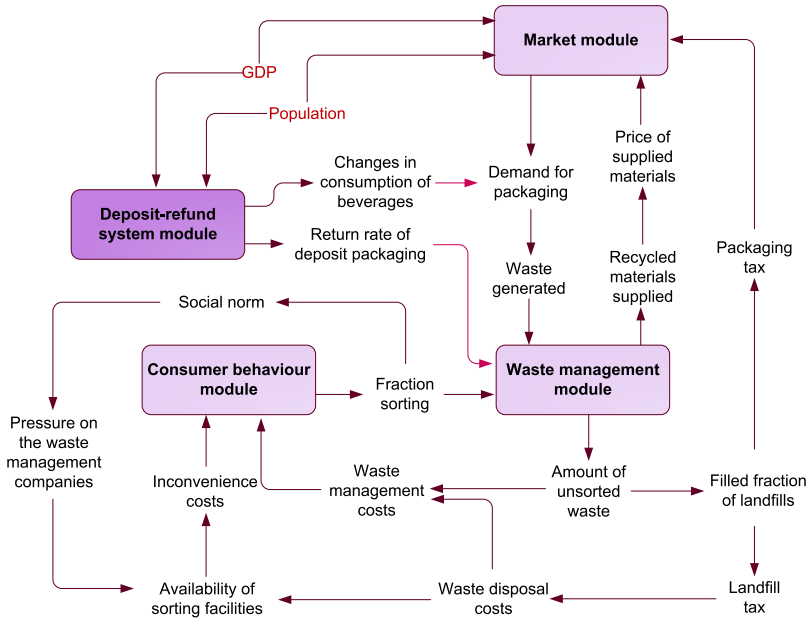 Market module
GDP
Population
Changes in
consumption of
beverages
Demand for
packaging
Price of
supplied
materials
Deposit-refund
system module
Return rate of
deposit packaging
Waste
generated
Recycled
materials
supplied
Packaging
tax
Social norm
Consumer behaviour
module
Fraction
sorting
Waste management
module
Pressure on
the waste
management
companies
Inconvenience
costs
Waste
management
costs
Amount of
unsorted
waste
Filled fraction
of landfills
Availability of
sorting facilities
Waste disposal
costs
Landfill
tax